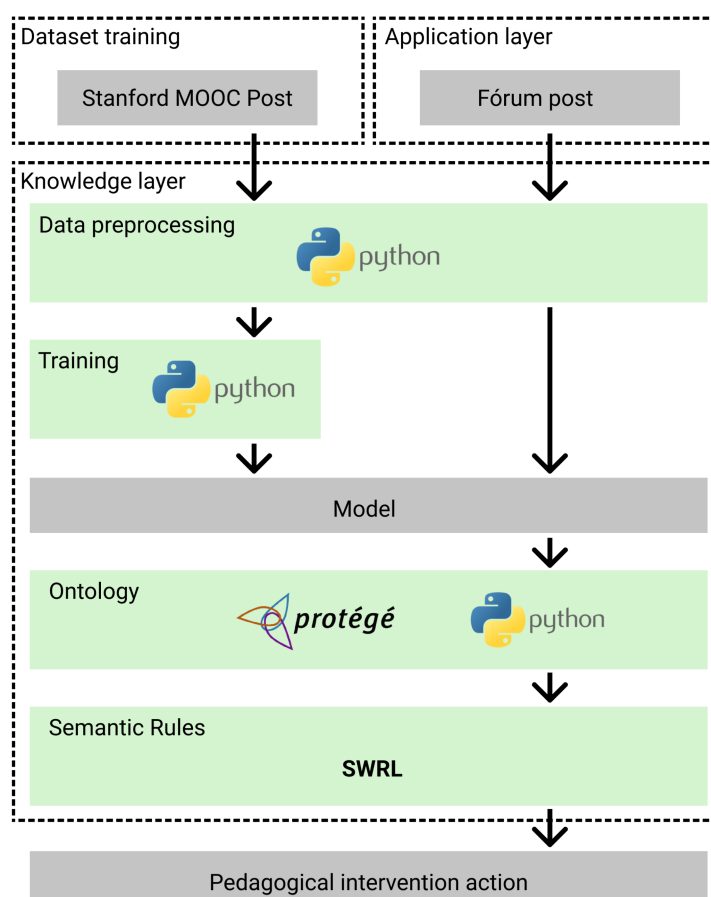 Dataset training
Application layer
Stanford MOOC Post
Fórum post
Knowledge layer
Data preprocessing
python
Training
python
Model
Ontology
protégé
python
Semantic Rules
SWRL
Pedagogical intervention action